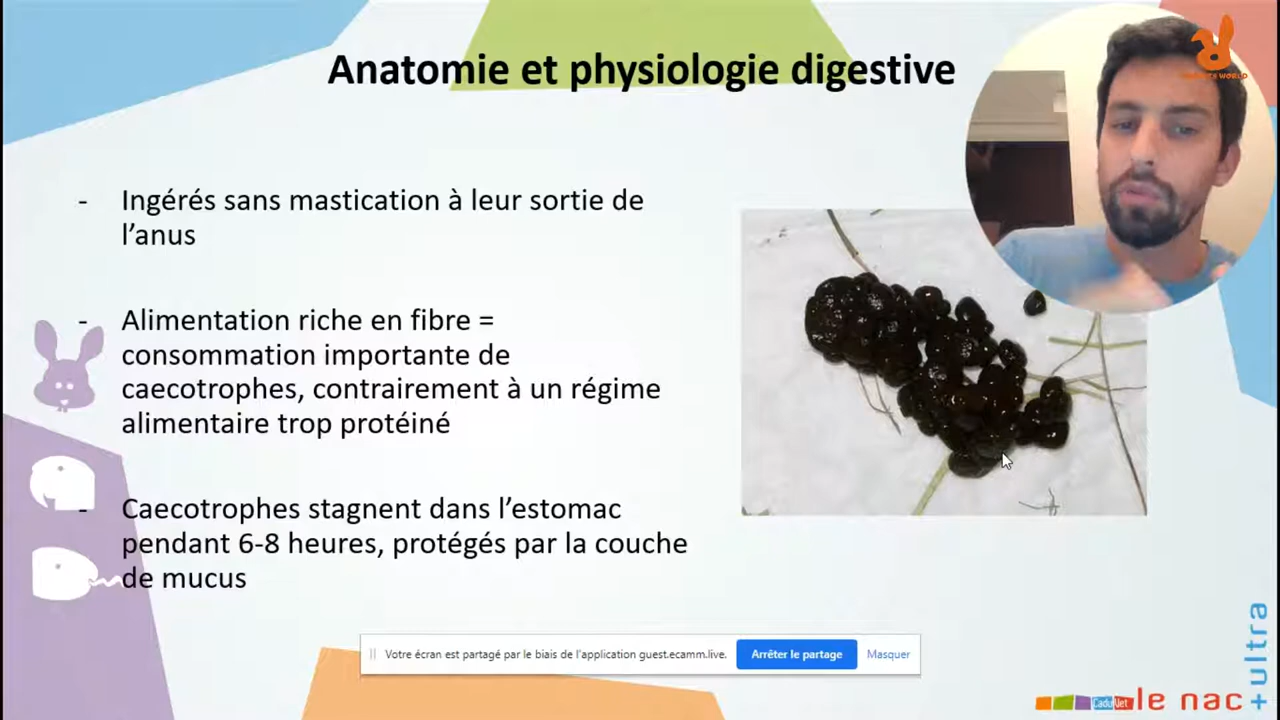 Anatomie et physiologie digestive
- Ingérés sans mastication à leur sortie de
l'anus
- Alimentation riche en fibre =
consommation importante de
caecotrophes, contrairement à un régime
alimentaire trop protéiné
- Caecotrophes stagnent dans l'estomac
pendant 6-8 heures, protégés par la couche
de mucus
Votre écran est partagé par le biais de l'application guest.ecamm.live.
Arrêter le partage
Masquer
le nac
+ultra
WORLD